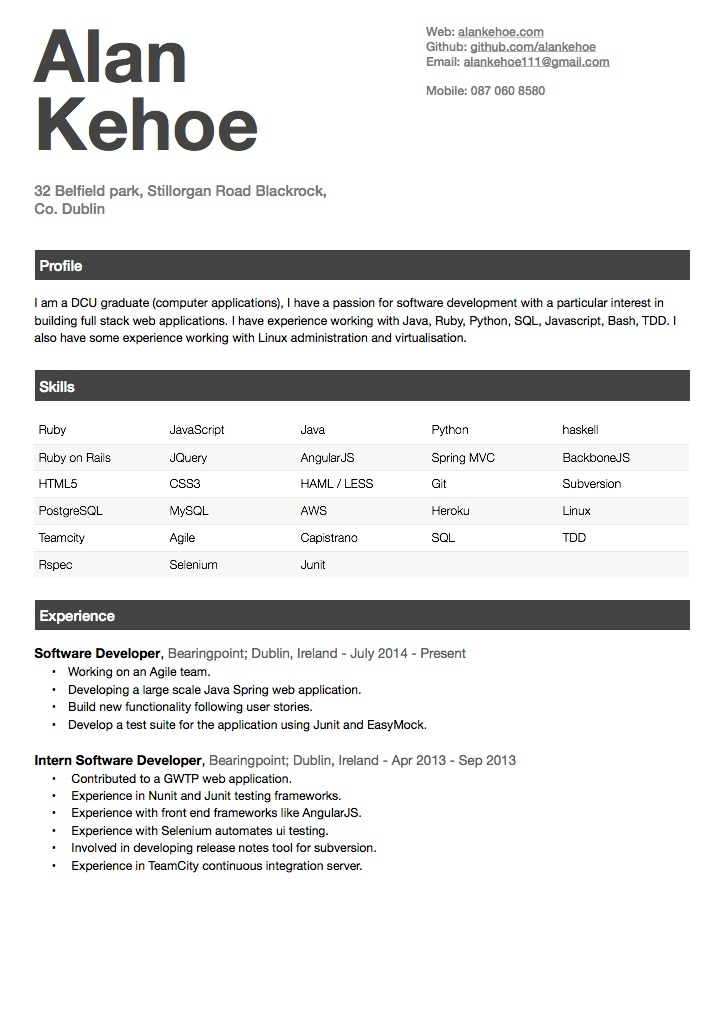 Alan
Kehoe
Web: alankehoe.com
Github: github.com/alankehoe
Email: alankehoe111@gmail.com
Mobile: 087 060 8580
32 Belfield park, Stillorgan Road Blackrock,
Co. Dublin
Profile
I am a DCU graduate (computer applications), I have a passion for software development with a particular interest in
building full stack web applications. I have experience working with Java, Ruby, Python, SQL, Javascript, Bash, TDD. I
also have some experience working with Linux administration and virtualisation.
Skills
Ruby JavaScript Java Python haskell
Ruby on Rails JQuery AngularJS Spring MVC BackboneJS
HTML5 CSS3 HAML / LESS Git Subversion
PostgreSQL MySQL AWS Heroku Linux
Teamcity Agile Capistrano SQL TDD
Rspec Selenium Junit
Experience
Software Developer, Bearingpoint; Dublin, Ireland - July 2014 - Present
• Working on an Agile team.
• Developing a large scale Java Spring web application.
• Build new functionality following user stories.
• Develop a test suite for the application using Junit and EasyMock.
Intern Software Developer, Bearingpoint; Dublin, Ireland - Apr 2013 - Sep 2013
• Contributed to a GWTP web application.
• Experience in Nunit and Junit testing frameworks.
• Experience with front end frameworks like AngularJS.
• Experience with Selenium automates ui testing.
• Involved in developing release notes tool for subversion.
• Experience in TeamCity continuous integration server.